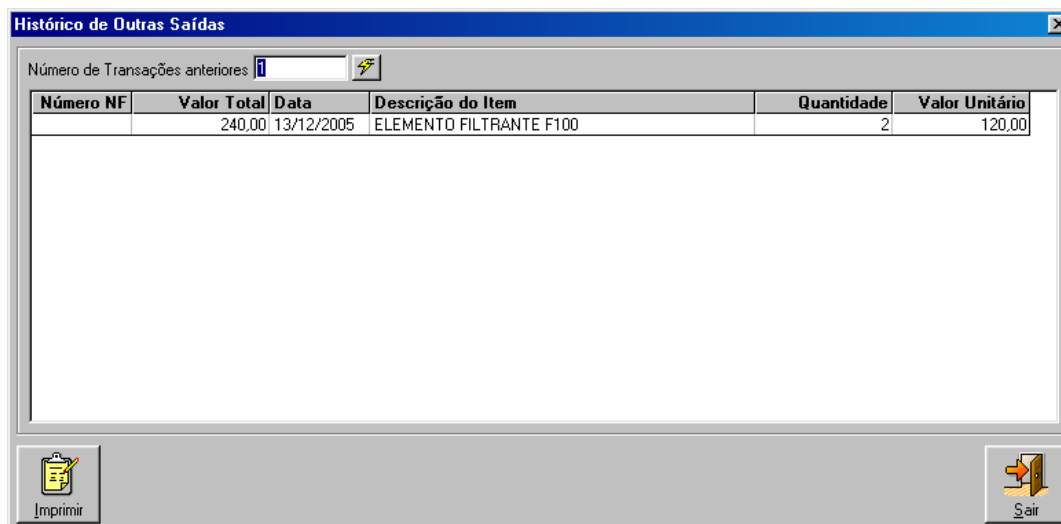 Histórico de Outras Saídas
Número de Transações anteriores 1
Número NF Valor Total Data Descrição do Item Quantidade Valor Unitário
240,00 13/12/2005 ELEMENTO FILTRANTE F100 2 120,00
Imprimir Sair